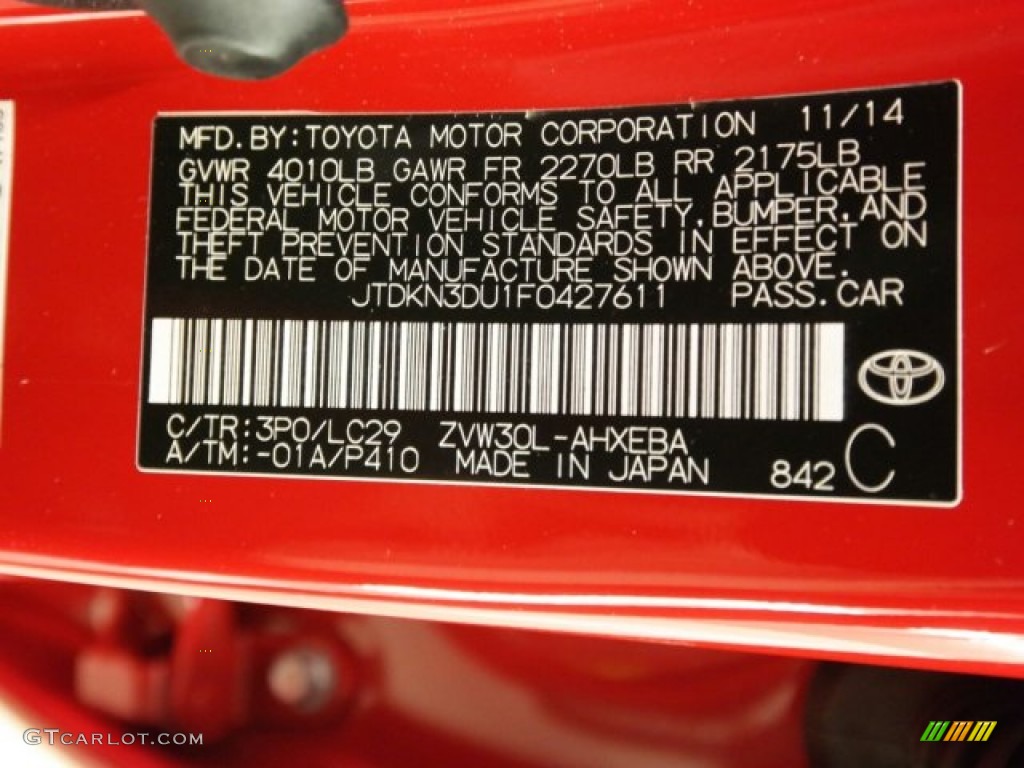 MFD. BY: TOYOTA MOTOR CORPORATION 11/14
GVWR 4010LB GAWR FR 2270LB RR 2175LB
THIS VEHICLE CONFORMS TO ALL APPLICABLE
FEDERAL MOTOR VEHICLE SAFETY, BUMPER, AND
THEFT PREVENTION STANDARDS IN EFFECT ON
THE DATE OF MANUFACTURE SHOWN ABOVE.
JTDKN3DU1F0427611 PASS. CAR
C/TR: 3P0/LC29 ZVW30L-AHXEBA
A/TM: -01A/P410 MADE IN JAPAN 842 C
GTCARLOT.COM